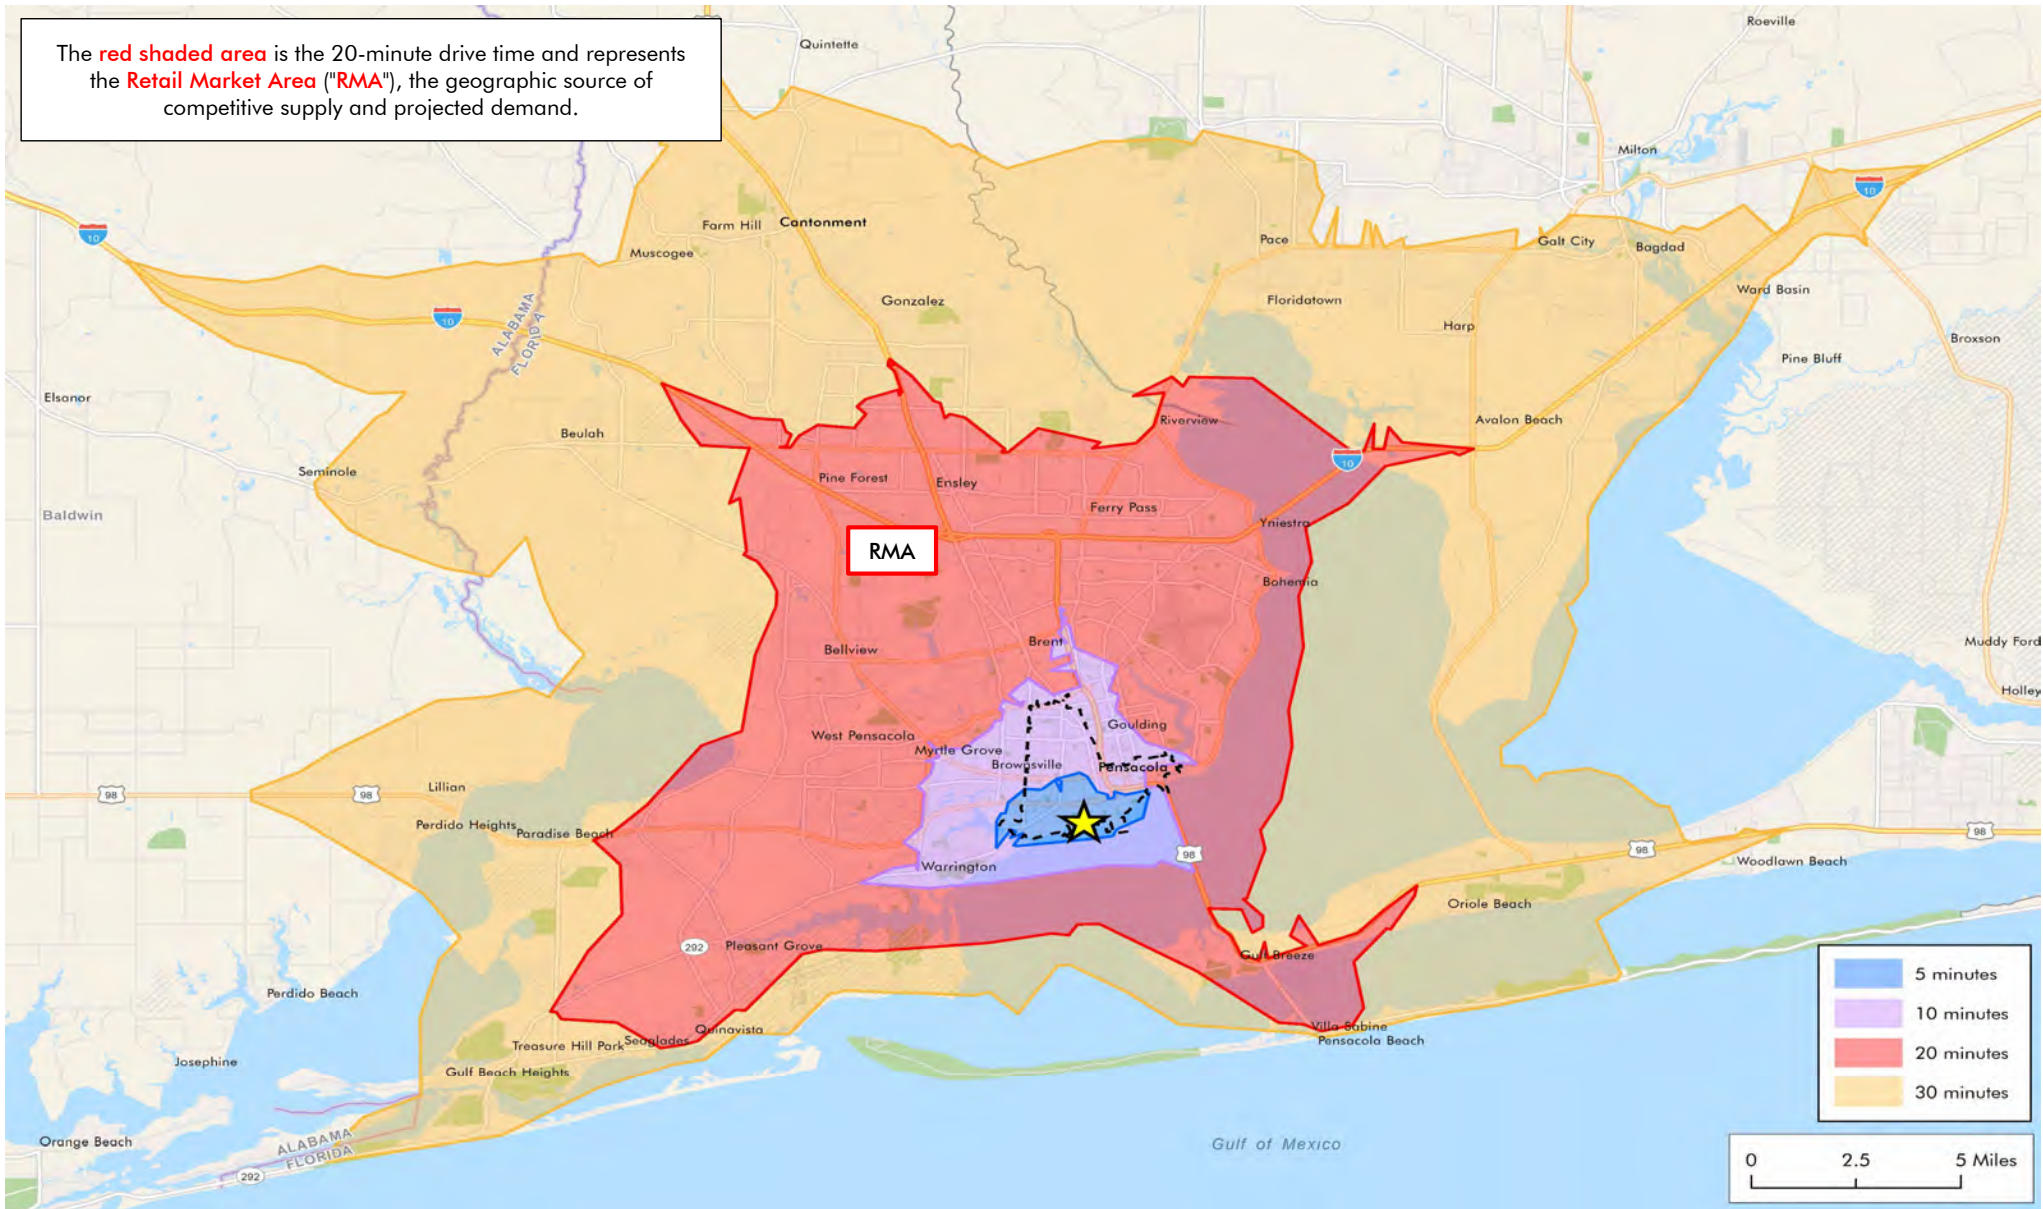 The red shaded area is the 20-minute drive time and represents
the Retail Market Area ("RMA"), the geographic source of
competitive supply and projected demand.
Roeville
Quintette
Milton
10
10
Farm Hill
Cantonment
Muscogee
Pace
Galt City
Bagdad
Ward Basin
Gonzalez
Floridatown
10
ALABAMA
FLORIDA
Harp
Broxson
Pine Bluff
Elsanor
Riverview
Avalon Beach
Beulah
10
Seminole
Pine Forest
Ensley
Ferry Pass
Baldwin
Yniestra
RMA
Bohemia
Brent
Muddy Ford
Bellview
Holley
Goulding
West Pensacola
Myrtle Grove
Brownsville
Pensacola
Lillian
98
98
Perdido Heights
Paradise Beach
98
98
98
Woodlawn Beach
Warrington
Oriole Beach
292
Pleasant Grove
Gulf Breeze
Perdido Beach
Quinavista
Villa Sabine
Pensacola Beach
Treasure Hill Park
Seaglades
Josephine
Gulf Beach Heights
5 minutes
10 minutes
20 minutes
30 minutes
Orange Beach
ALABAMA
FLORIDA
292
Gulf of Mexico
0 2.5 5 Miles